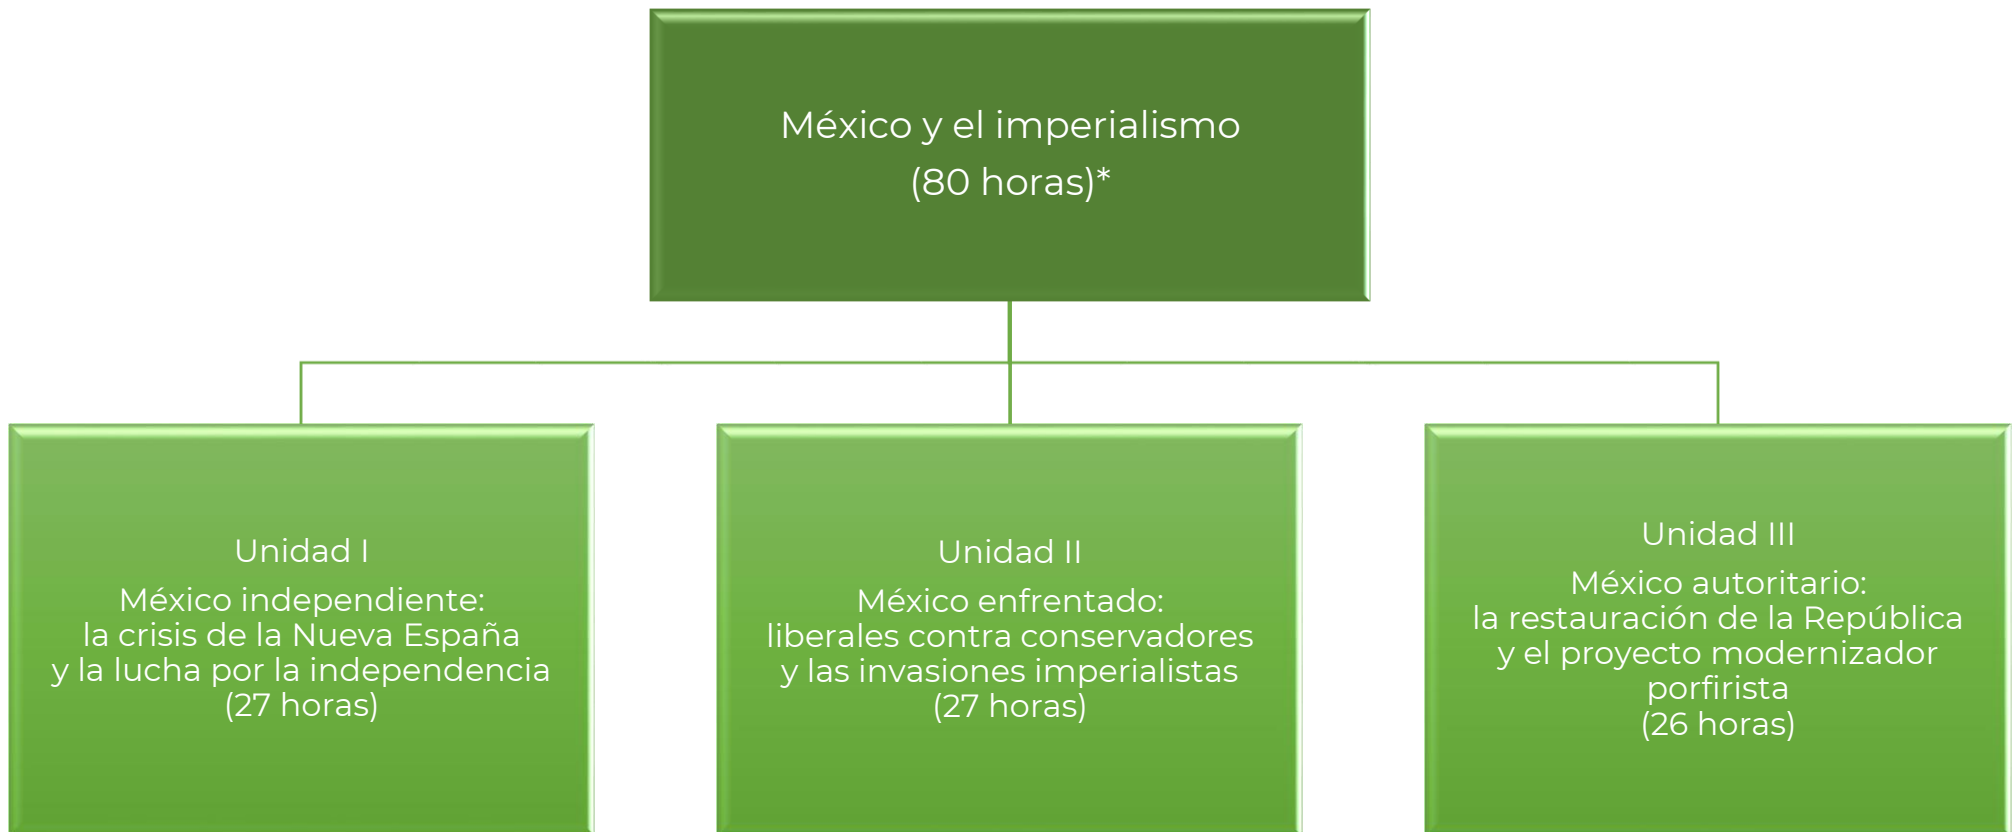 México y el imperialismo
(80 horas)*
Unidad I
México independiente:
la crisis de la Nueva España
y la lucha por la independencia
(27 horas)
Unidad II
México enfrentado:
liberales contra conservadores
y las invasiones imperialistas
(27 horas)
Unidad III
México autoritario:
la restauración de la República
y el proyecto modernizador
porfirista
(26 horas)